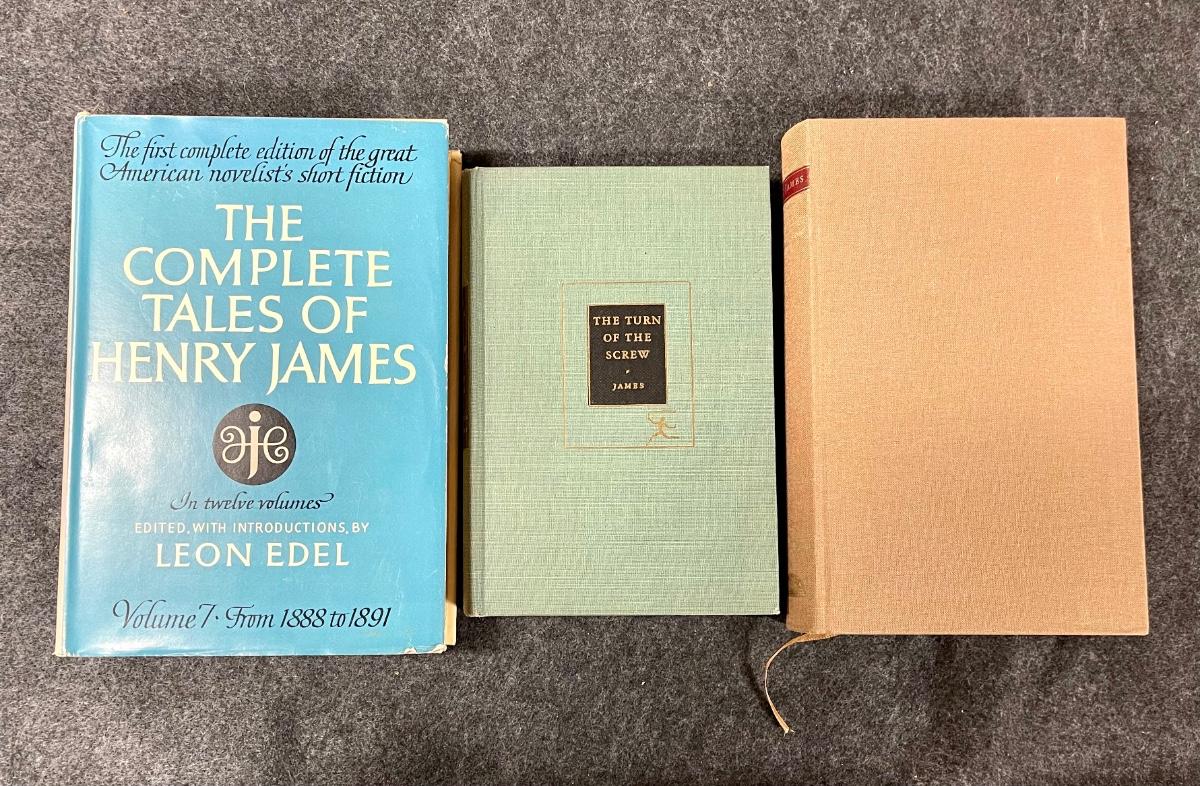 The first complete edition of the great
American novelist's short fiction
THE
COMPLETE
TALES OF
HENRY JAMES
In twelve volumes
EDITED, WITH INTRODUCTIONS, BY
LEON EDEL
Volume 7 · From 1888 to 1891
THE TURN
OF THE
SCREW
JAMES
JAMES